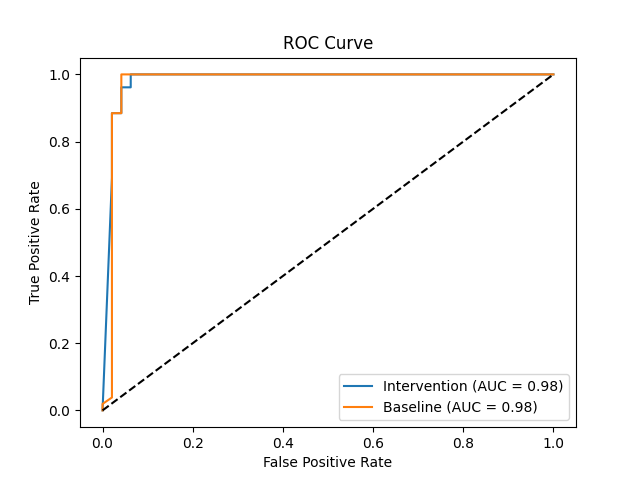 ROC Curve
1.0
0.8
0.6
0.4
0.2
0.0
True Positive Rate
0.0 0.2 0.4 0.6 0.8 1.0
False Positive Rate
Intervention (AUC = 0.98)
Baseline (AUC = 0.98)